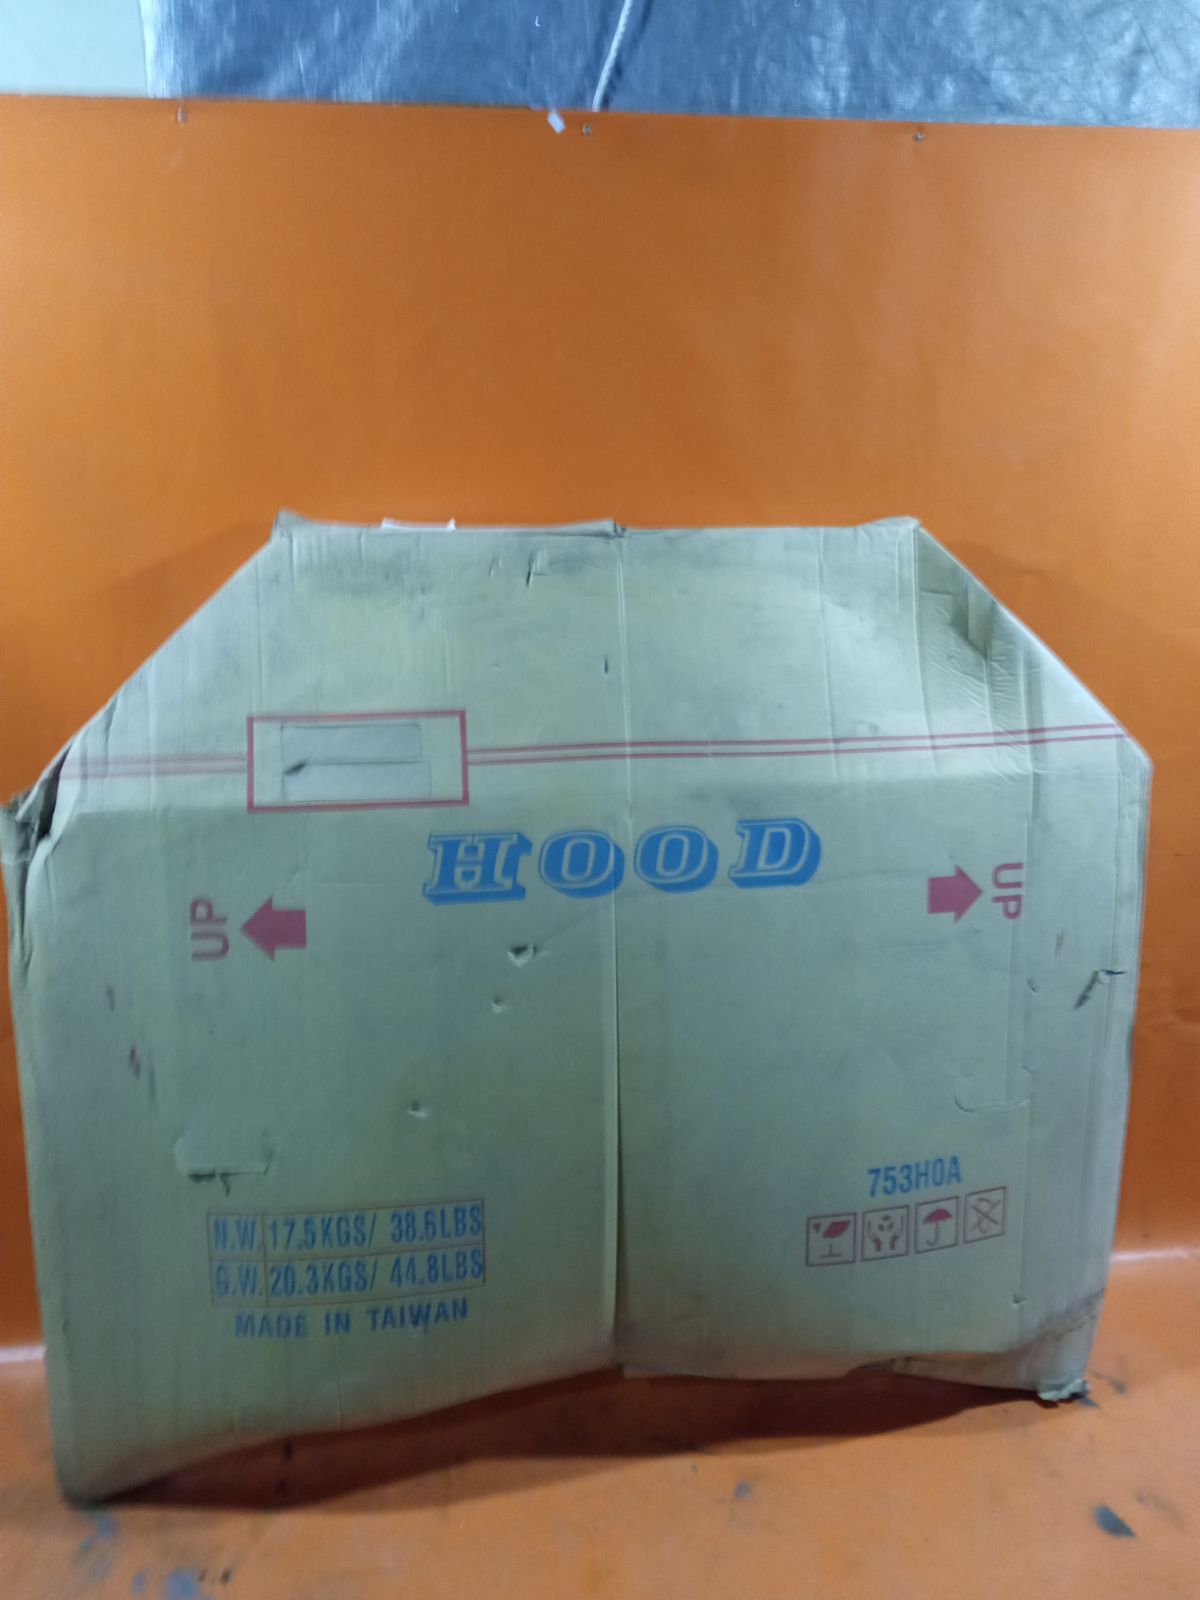 HOOD
UP
UP
753H0A
N.W. 17.5KGS/ 38.6LBS
G.W. 20.3KGS/ 44.8LBS
MADE IN TAIWAN